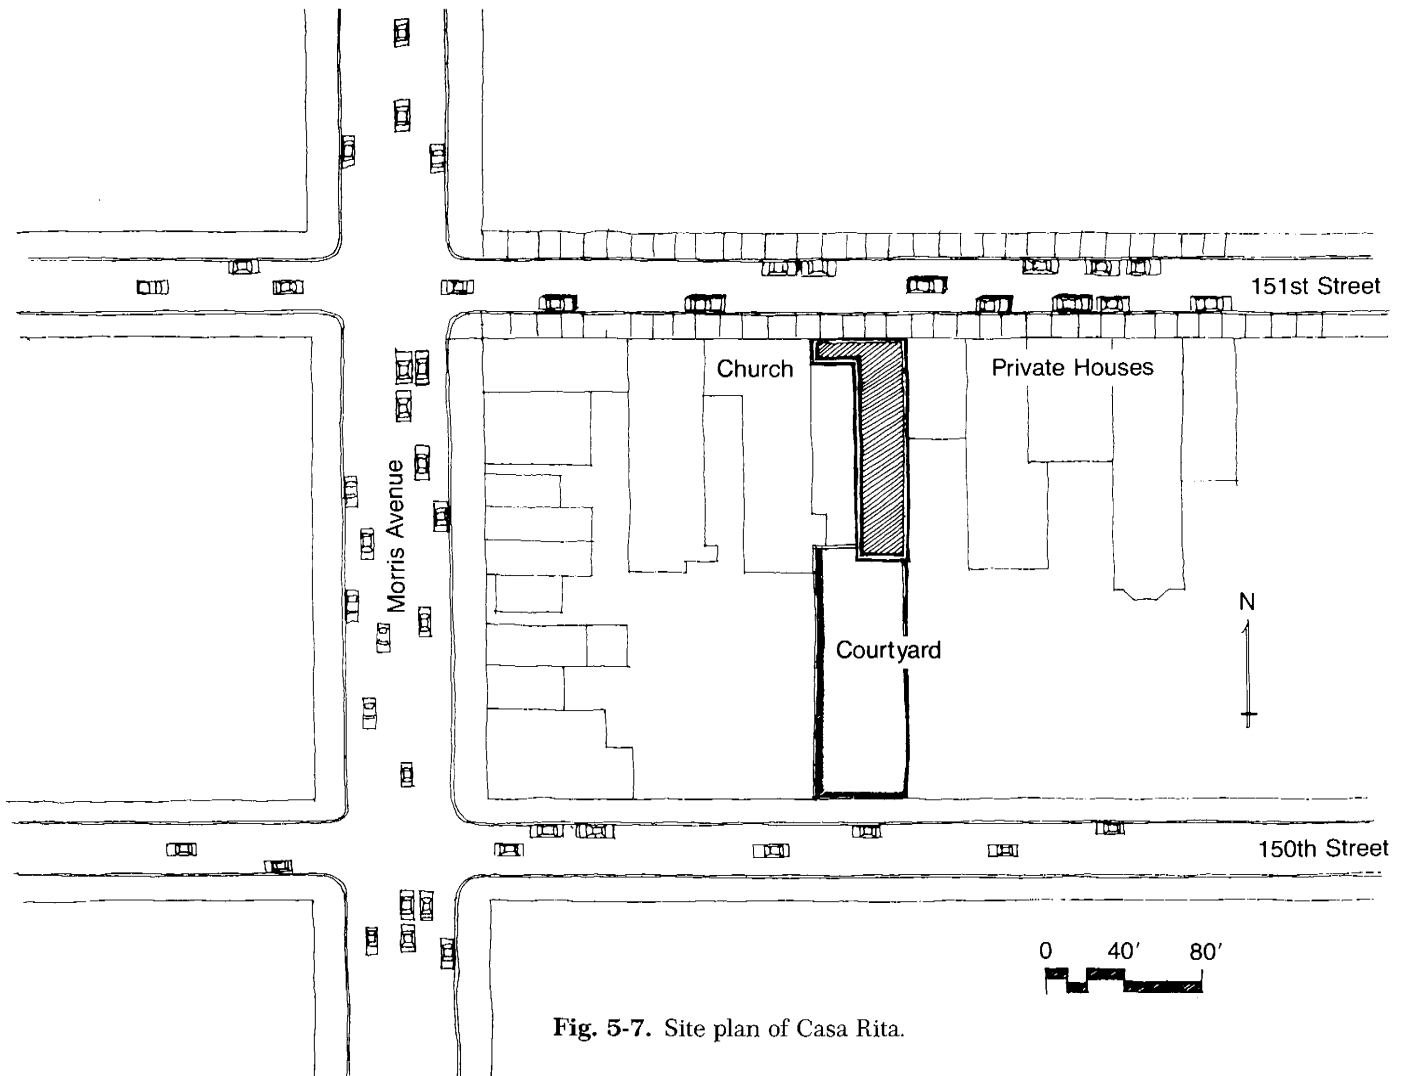 151st Street
Church
Private Houses
Morris Avenue
N
Courtyard
150th Street
0 40' 80'
Fig. 5-7. Site plan of Casa Rita.